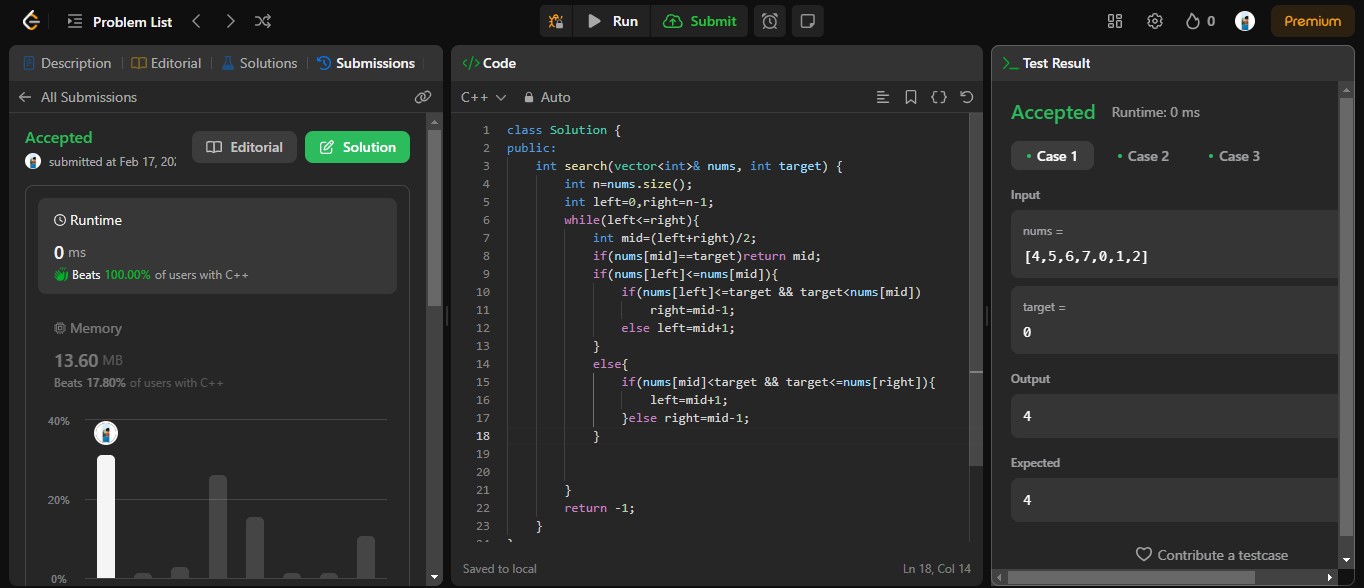 Problem List
Run
Submit
0
Premium
Description
Editorial
Solutions
Submissions
All Submissions
Accepted
submitted at Feb 17, 202
Editorial
Solution
Runtime
0 ms
Beats 100.00% of users with C++
Memory
13.60 MB
Beats 17.80% of users with C++
40%
20%
0%
</> Code
C++
Auto
1 class Solution {
2 public:
3     int search(vector<int>& nums, int target) {
4         int n=nums.size();
5         int left=0,right=n-1;
6         while(left<=right){
7             int mid=(left+right)/2;
8             if(nums[mid]==target)return mid;
9             if(nums[left]<=nums[mid]){
10                 if(nums[left]<=target && target<nums[mid])
11                     right=mid-1;
12                 else left=mid+1;
13             }
14             else{
15                 if(nums[mid]<target && target<=nums[right]){
16                     left=mid+1;
17                 }else right=mid-1;
18             }
19
20
21         }
22         return -1;
23     }
Saved to local
Ln 18, Col 14
Test Result
Accepted
Runtime: 0 ms
• Case 1
• Case 2
• Case 3
Input
nums =
[4,5,6,7,0,1,2]
target =
0
Output
4
Expected
4
Contribute a testcase